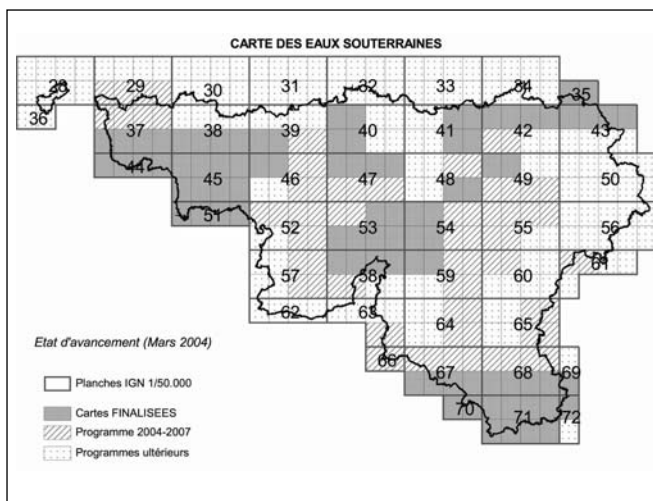 CARTE DES EAUX SOUTERRAINES
28 29 30 31 32 33 34 35
36 37 38 39 40 41 42 43
44 45 46 47 48 49 50
51 52 53 54 55 56
57 58 59 60 61
62 63 64 65
66 67 68 69
70 71 72
Etat d'avancement (Mars 2004)
Planches IGN 1/50.000
Cartes FINALISEES
Programme 2004-2007
Programmes ultérieurs